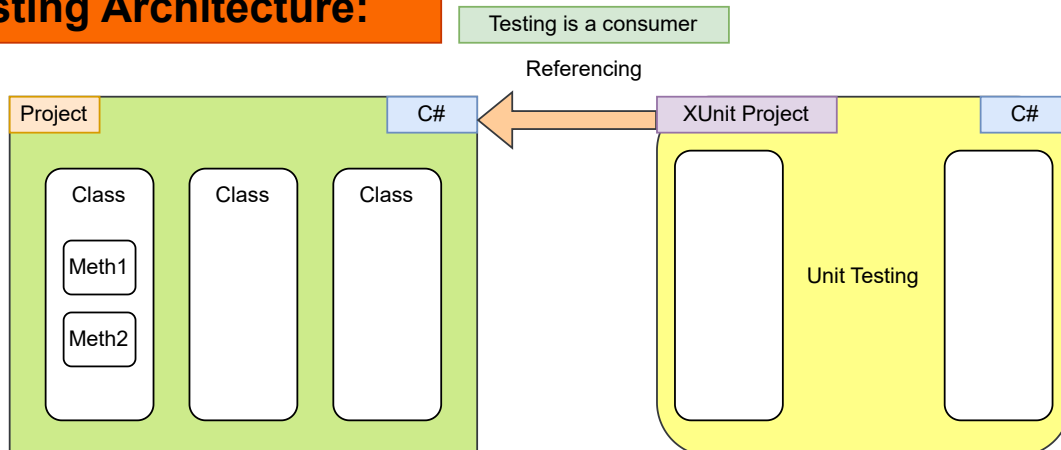 sting Architecture:
Testing is a consumer
Referencing
Project
C#
XUnit Project
C#
Class
Class
Class
Meth1
Meth2
Unit Testing